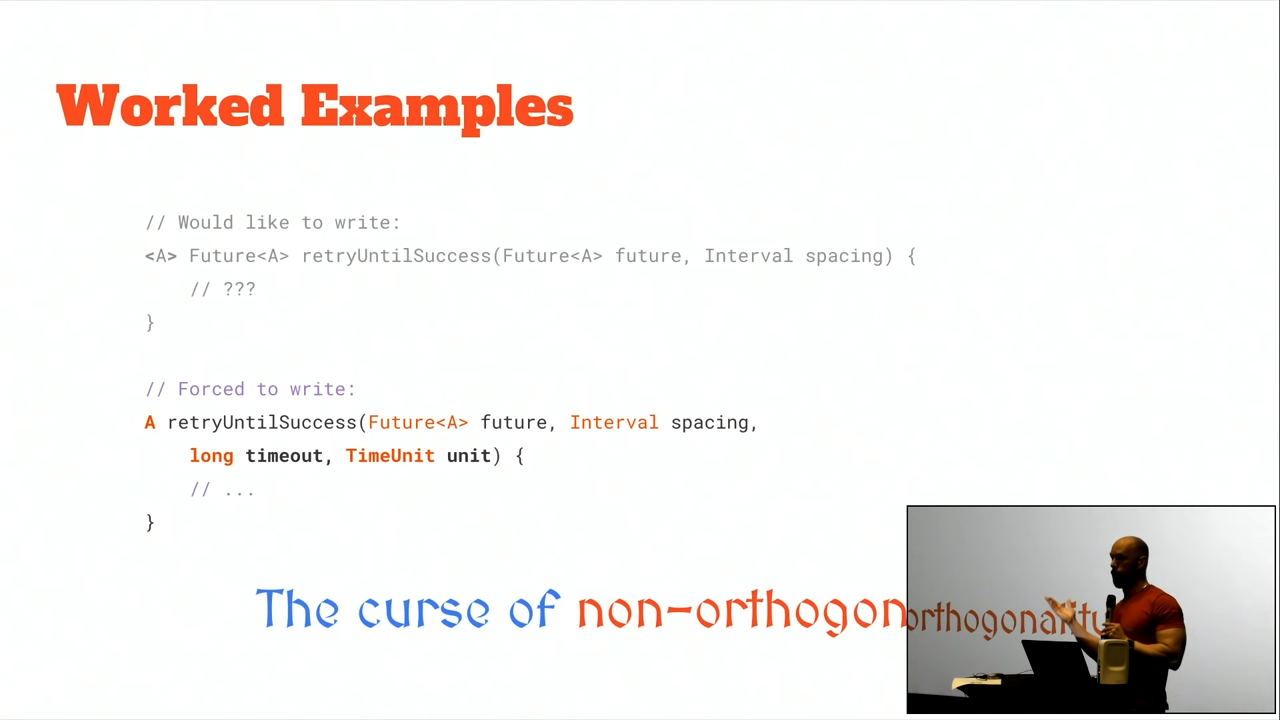 Worked Examples
// Would like to write:
<A> Future<A> retryUntilSuccess(Future<A> future, Interval spacing) {
// ???
}
// Forced to write:
A retryUntilSuccess(Future<A> future, Interval spacing,
long timeout, TimeUnit unit) {
// ...
}
The curse of non-orthogon
orthogonality